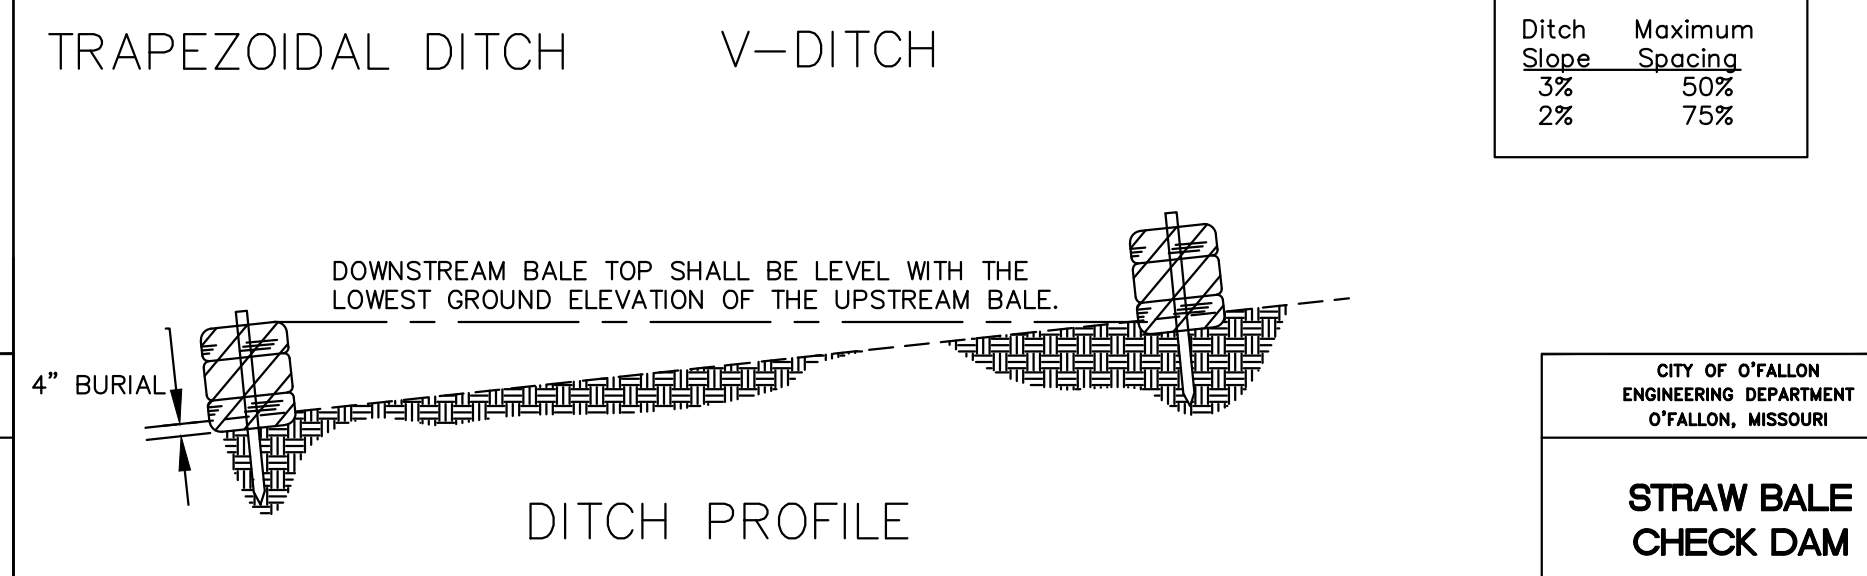 TRAPEZOIDAL DITCH
V-DITCH
Ditch Maximum
Slope Spacing
3% 50%
2% 75%
DOWNSTREAM BALE TOP SHALL BE LEVEL WITH THE
LOWEST GROUND ELEVATION OF THE UPSTREAM BALE.
4" BURIAL
DITCH PROFILE
CITY OF O'FALLON
ENGINEERING DEPARTMENT
O'FALLON, MISSOURI
STRAW BALE
CHECK DAM